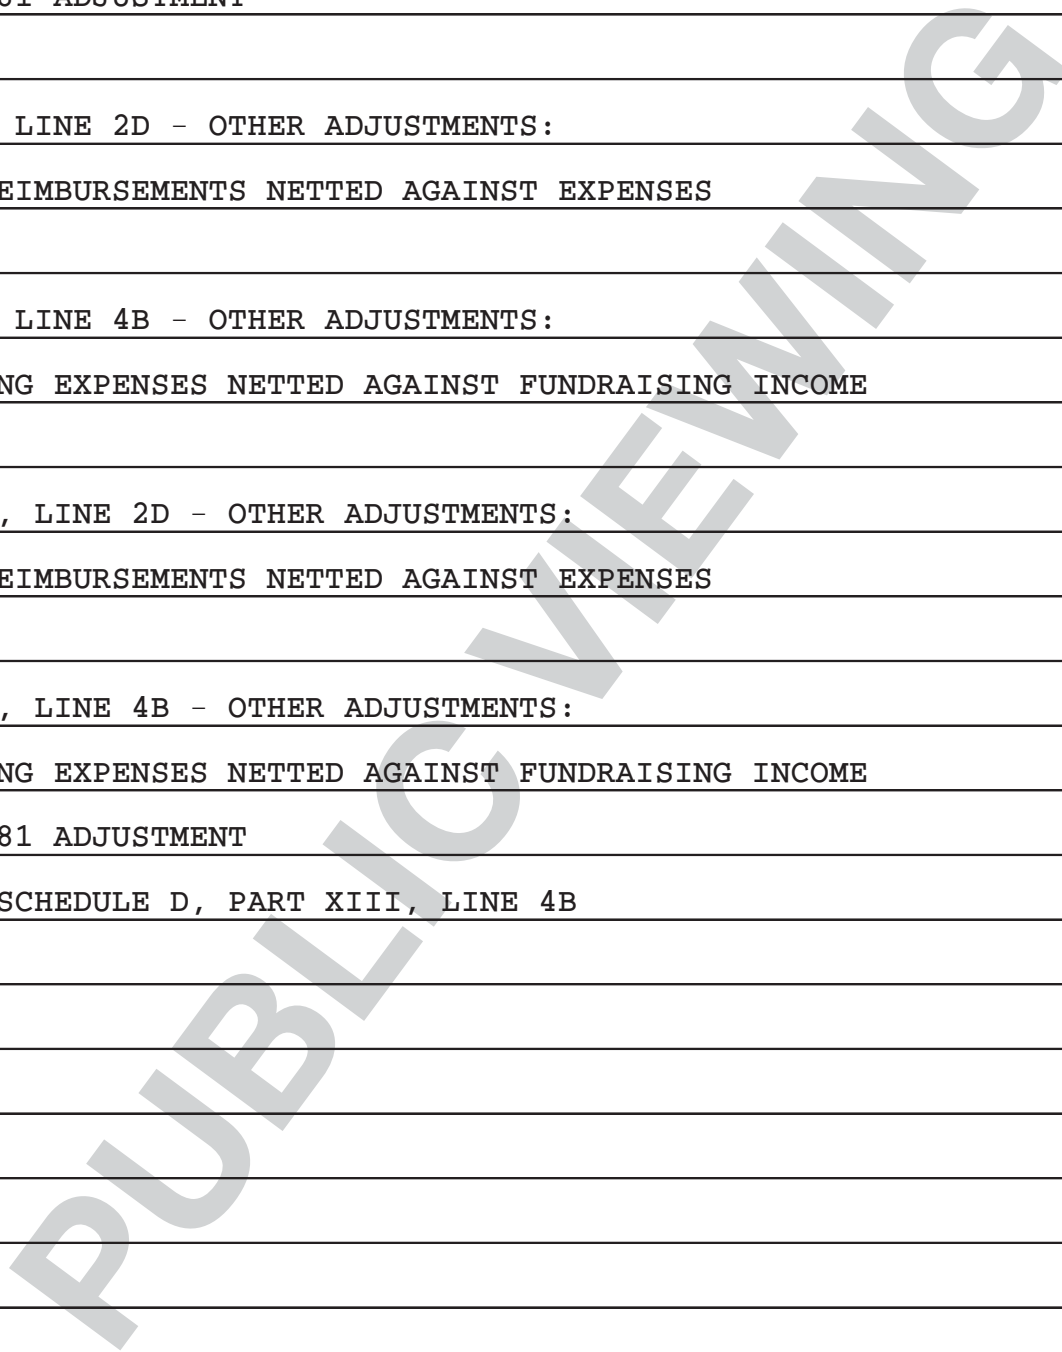 ADJUSTMENT
LINE 2D - OTHER ADJUSTMENTS:
EIMBURSEMENTS NETTED AGAINST EXPENSES
LINE 4B - OTHER ADJUSTMENTS:
NG EXPENSES NETTED AGAINST FUNDRAISING INCOME
, LINE 2D - OTHER ADJUSTMENTS:
EIMBURSEMENTS NETTED AGAINST EXPENSES
, LINE 4B - OTHER ADJUSTMENTS:
NG EXPENSES NETTED AGAINST FUNDRAISING INCOME
81 ADJUSTMENT
SCHEDULE D, PART XIII, LINE 4B
PUBLIC VIEWING